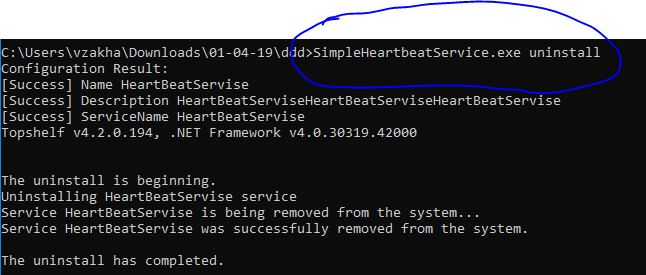 C:\Users\vzakha\Downloads\01-04-19\ddd>SimpleHeartbeatService.exe uninstall
Configuration Result:
[Success] Name HeartBeatServise
[Success] Description HeartBeatServiseHeartBeatServiseHeartBeatServise
[Success] ServiceName HeartBeatServise
Topshelf v4.2.0.194, .NET Framework v4.0.30319.42000
The uninstall is beginning.
Uninstalling HeartBeatServise service
Service HeartBeatServise is being removed from the system...
Service HeartBeatServise was successfully removed from the system.
The uninstall has completed.